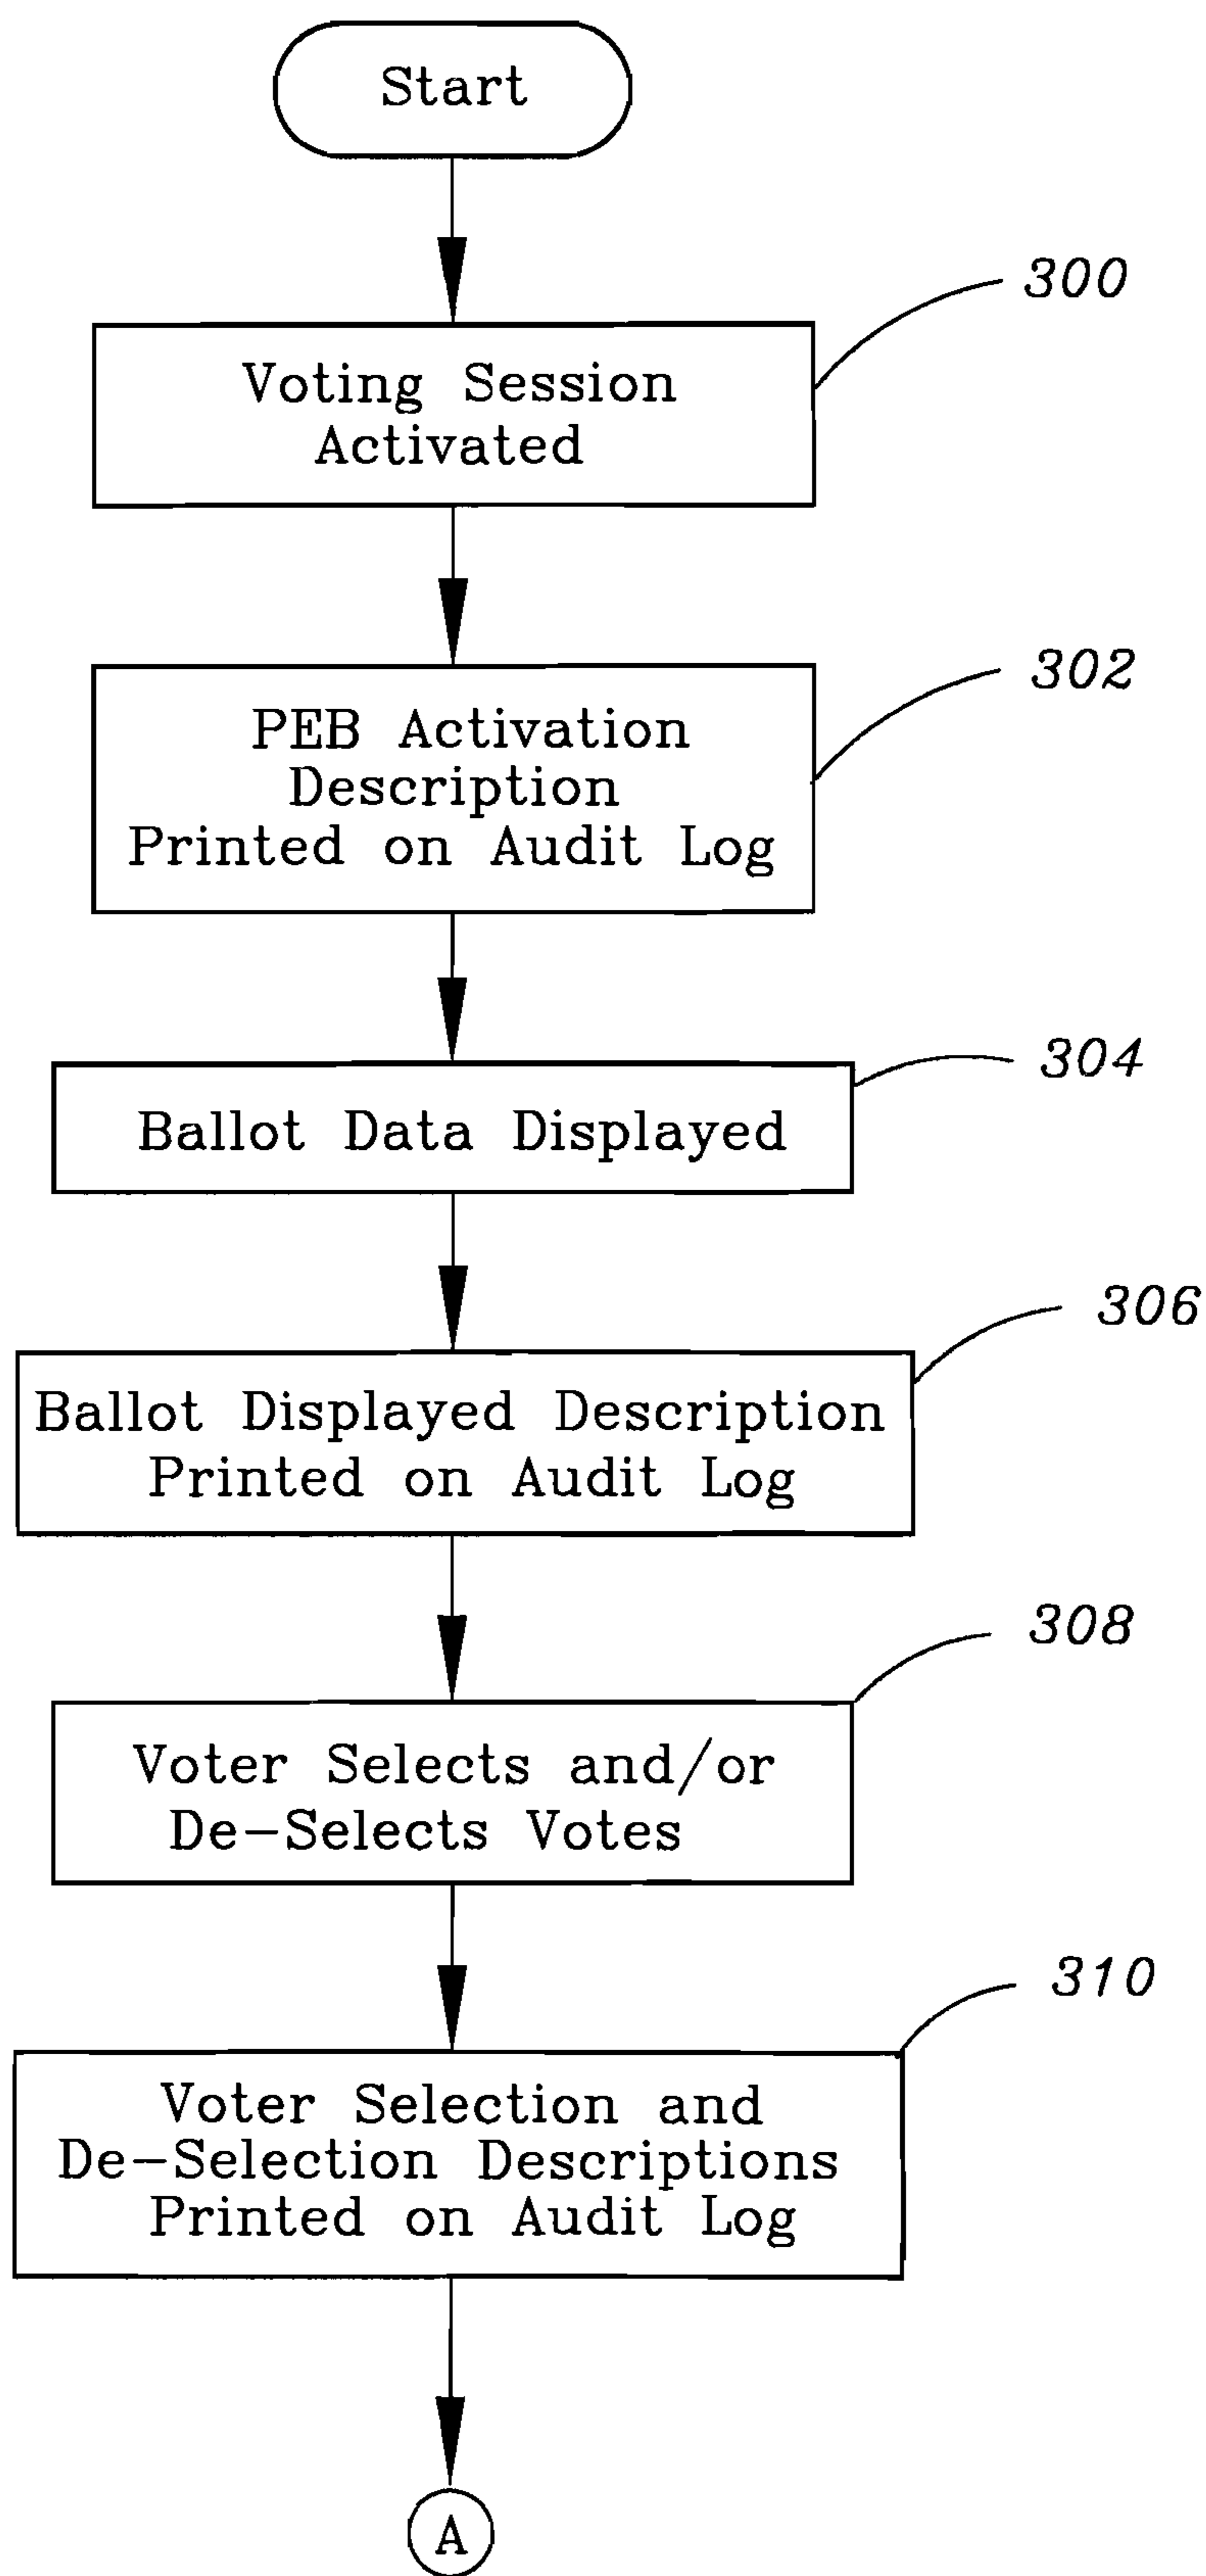 Start
300
Voting Session
Activated
302
PEB Activation
Description
Printed on Audit Log
304
Ballot Data Displayed
306
Ballot Displayed Description
Printed on Audit Log
308
Voter Selects and/or
De-Selects Votes
310
Voter Selection and
De-Selection Descriptions
Printed on Audit Log
A